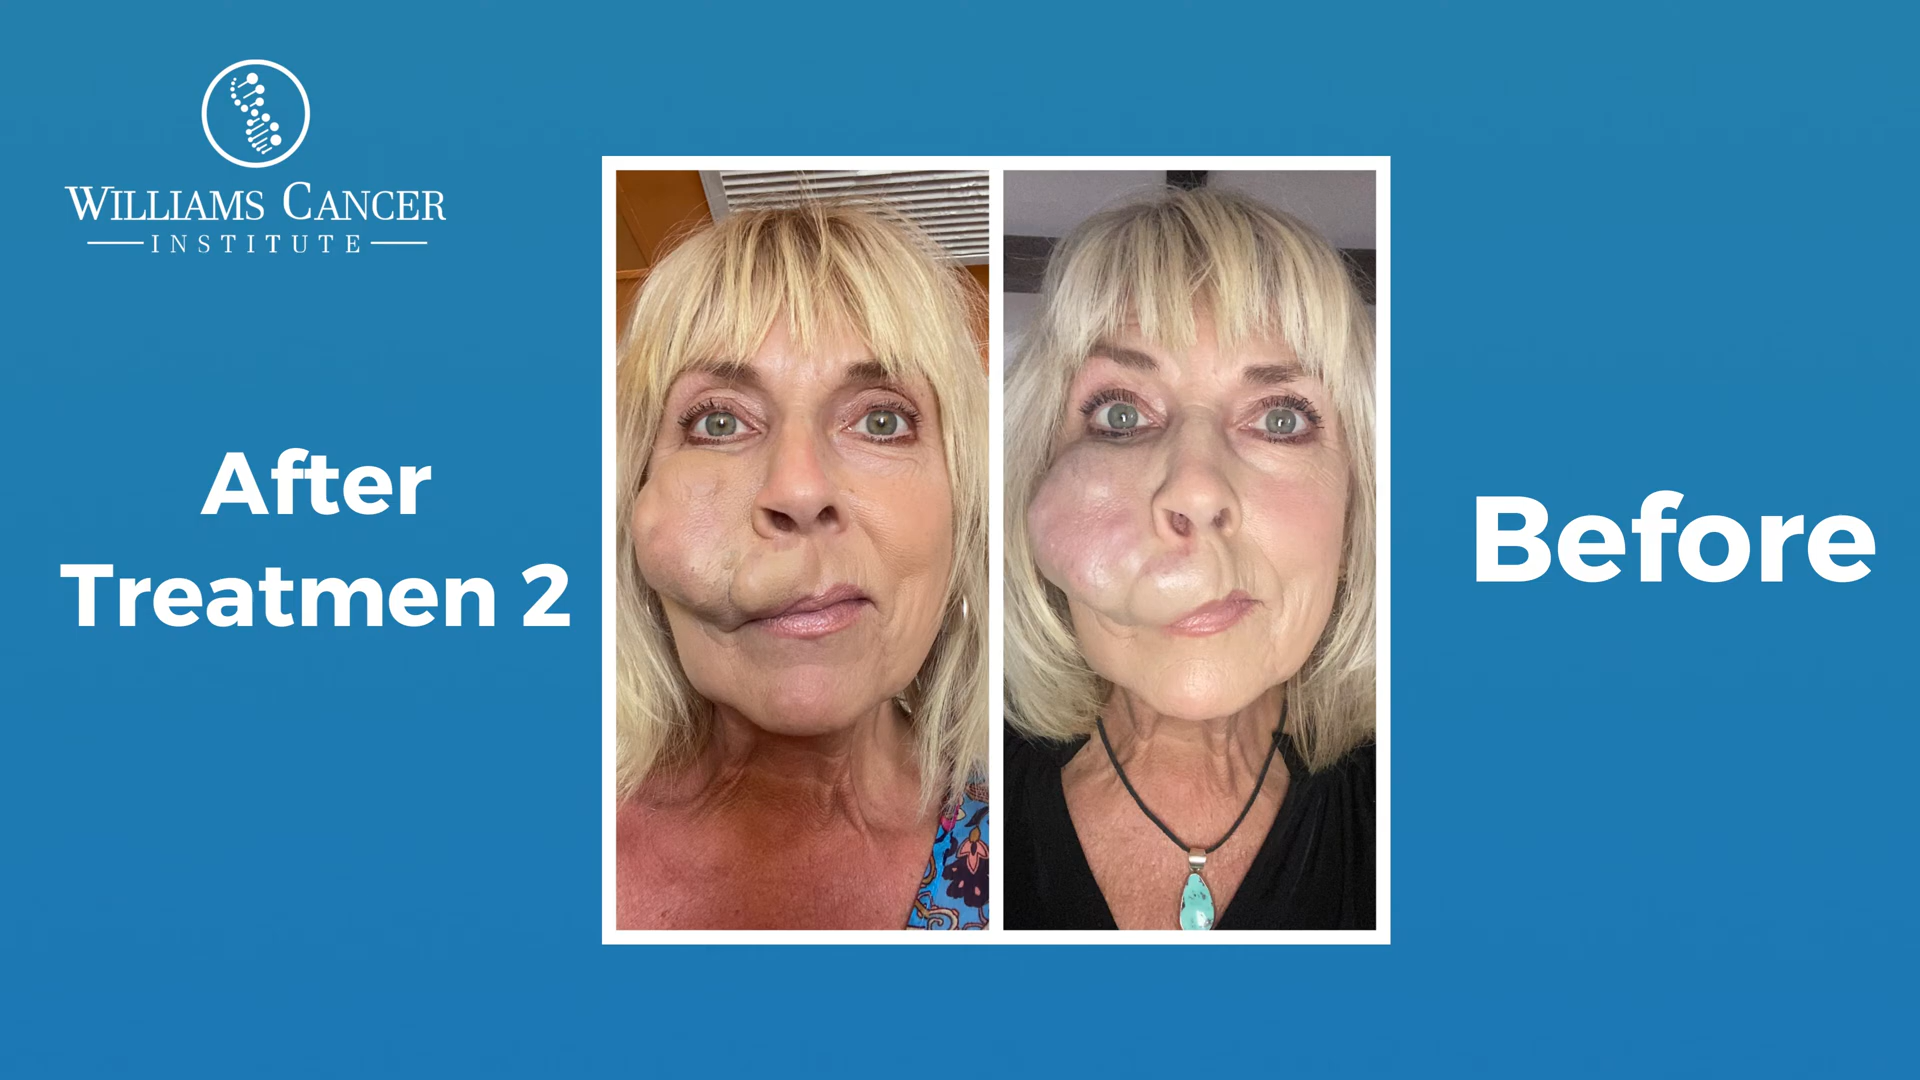 WILLIAMS CANCER
INSTITUTE
After
Treatmen 2
Before